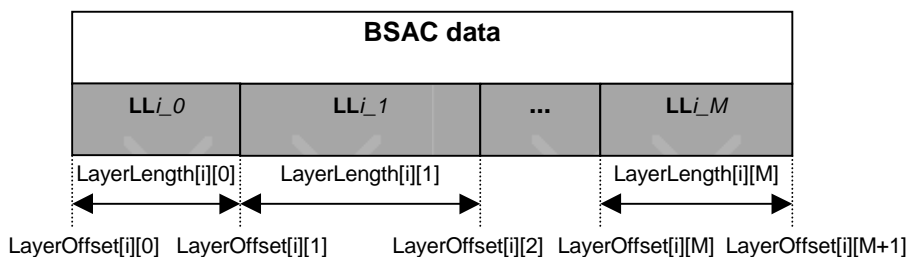 BSAC data
LLi_0 LLi_1 ... LLi_M
LayerLength[i][0] LayerLength[i][1] LayerLength[i][M]
LayerOffset[i][0] LayerOffset[i][1] LayerOffset[i][2] LayerOffset[i][M] LayerOffset[i][M+1]